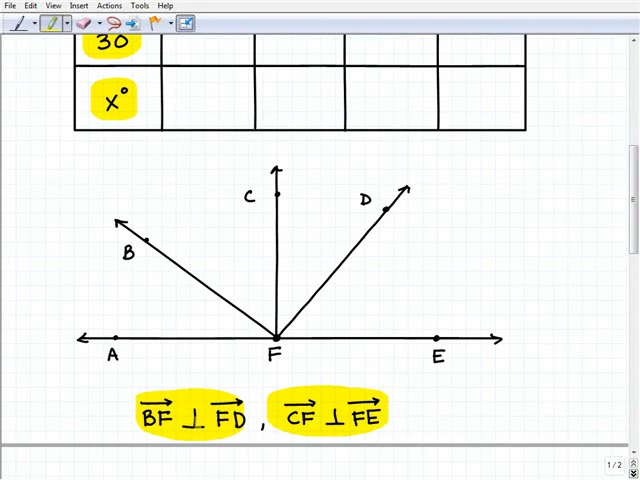 File Edit View Insert Actions Tools Help
30
x°
C
D
B
A F E
BF ⊥ FD , CF ⊥ FE
1 / 2